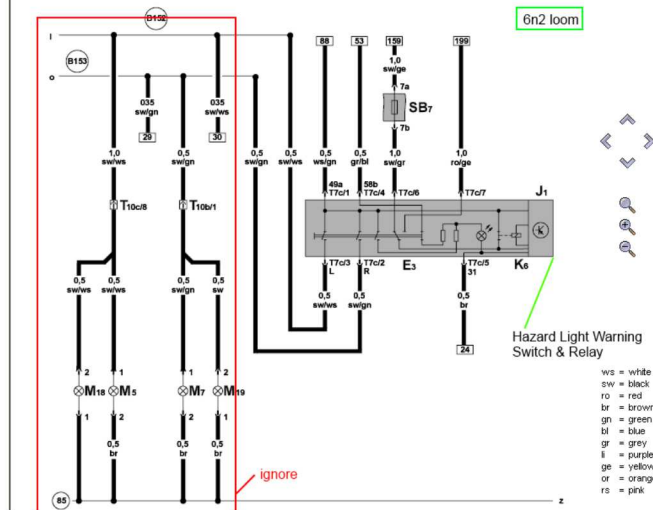 B152
6n2 loom
I
B153
88
53
159
199
o
1,0
sw/ge
7a
035
sw/gn
035
sw/ws
SB7
29
30
7b
1,0
sw/ws
0,5
sw/gn
0,5
sw/gn
0,5
sw/ws
0,5
ws/gn
0,5
gr/bl
1,0
sw/gr
1,0
ro/ge
49a
58b
J1
T10c/8
T10b/1
T7c/1
T7c/4
T7c/6
T7c/7
T7c/3
L
T7c/2
R
E3
T7c/5
31
K6
0,5
sw/ws
0,5
sw/ws
0,5
sw/gn
0,5
sw
0,5
sw/ws
0,5
sw/gn
0,5
br
24
Hazard Light Warning
Switch & Relay
2
1
1
2
M18
M5
M7
M19
1
2
2
1
0,5
br
0,5
br
0,5
br
ws = white
sw = black
ro = red
br = brown
gn = green
bl = blue
gr = grey
li = purple
ge = yellow
or = orange
rs = pink
ignore
85
z